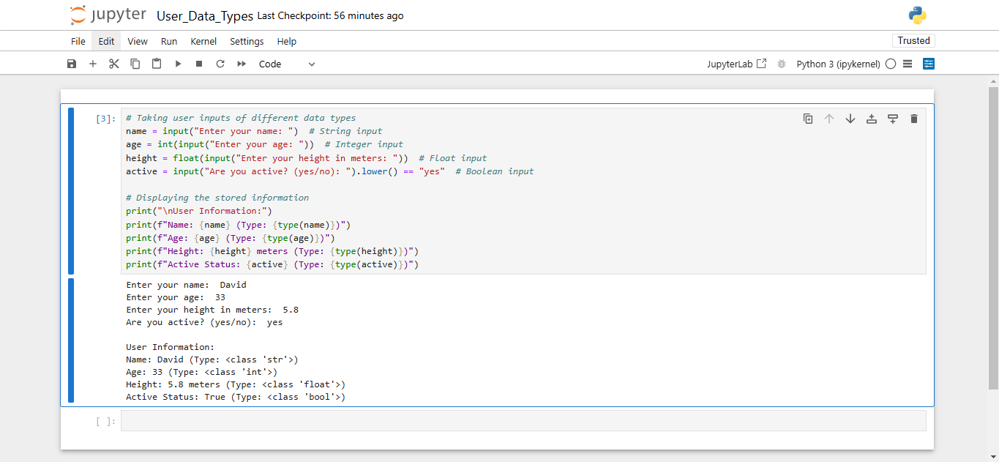 jupyter User_Data_Types Last Checkpoint: 56 minutes ago
File Edit View Run Kernel Settings Help Trusted
Code JupyterLab Python 3 (ipykernel)
[3]: # Taking user inputs of different data types
name = input("Enter your name: ")  # String input
age = int(input("Enter your age: "))  # Integer input
height = float(input("Enter your height in meters: "))  # Float input
active = input("Are you active? (yes/no): ").lower() == "yes"  # Boolean input

# Displaying the stored information
print("\nUser Information:")
print(f"Name: {name} (Type: {type(name)})")
print(f"Age: {age} (Type: {type(age)})")
print(f"Height: {height} meters (Type: {type(height)})")
print(f"Active Status: {active} (Type: {type(active)})")
Enter your name:  David
Enter your age:  33
Enter your height in meters:  5.8
Are you active? (yes/no):  yes

User Information:
Name: David (Type: <class 'str'>)
Age: 33 (Type: <class 'int'>)
Height: 5.8 meters (Type: <class 'float'>)
Active Status: True (Type: <class 'bool'>)
[ ]: